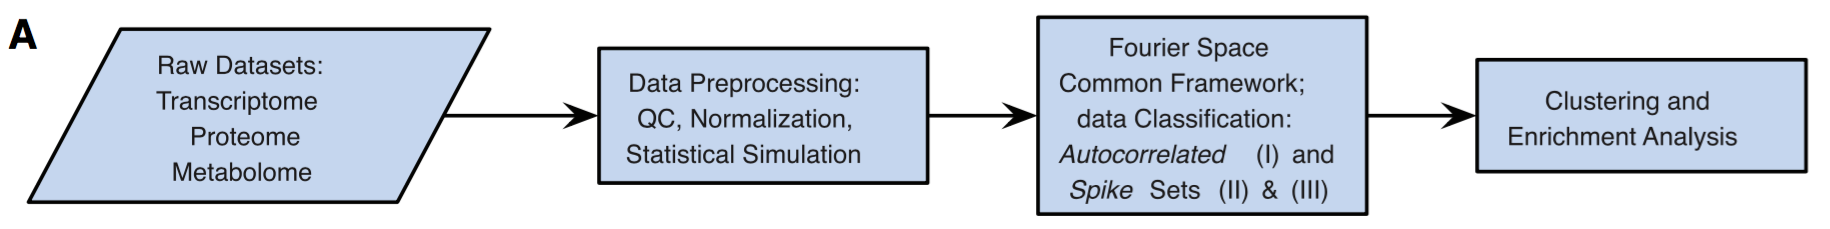 A
Raw Datasets:
Transcriptome
Proteome
Metabolome
Data Preprocessing:
QC, Normalization,
Statistical Simulation
Fourier Space
Common Framework;
data Classification:
Autocorrelated (I) and
Spike Sets (II) & (III)
Clustering and
Enrichment Analysis